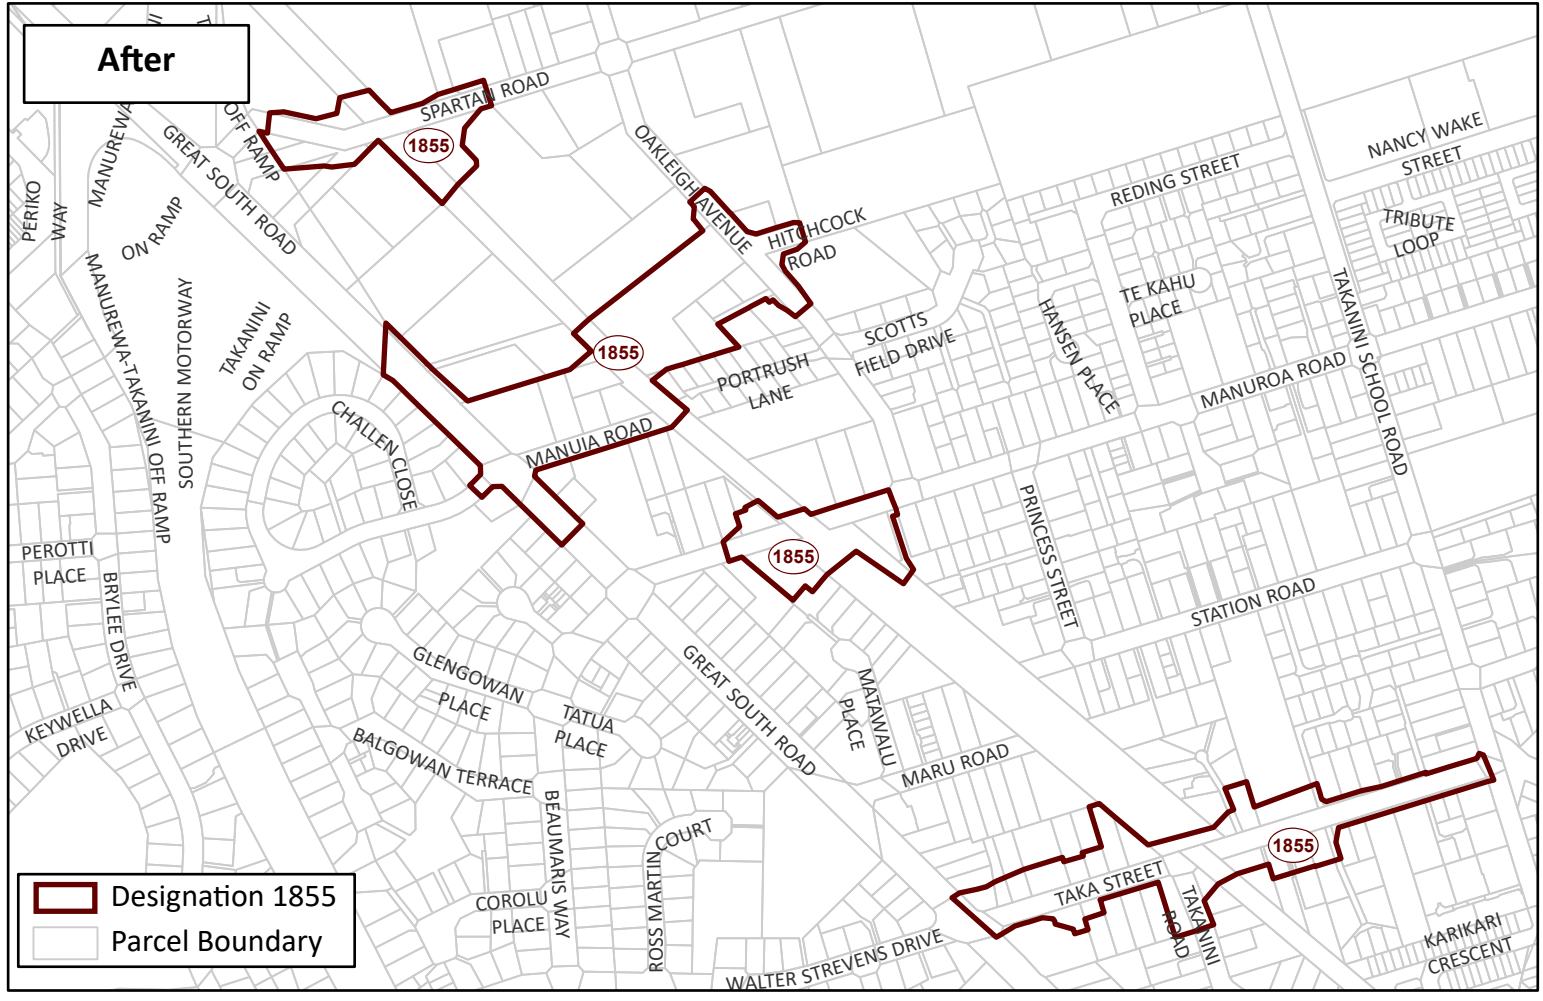 After
SPARTAN ROAD
1855
OFF RAMP
MANUREWA
GREAT SOUTH ROAD
PERIKO
WAY
ON RAMP
OAKLEIGH
AVENUE
HITCHCOCK
ROAD
REDING STREET
NANCY WAKE
STREET
TRIBUTE
LOOP
TE KAHU
PLACE
HANSEN PLACE
TAKANINI SCHOOL ROAD
MANUREWA-TAKANINI OFF RAMP
SOUTHERN MOTORWAY
TAKANINI
ON RAMP
1855
SCOTTS
FIELD DRIVE
PORTRUSH
LANE
MANUROA ROAD
CHALLEN CLOSE
MANUIA ROAD
PRINCESS STREET
1855
PEROTTI
PLACE
BRYLEE DRIVE
STATION ROAD
GLENGOWAN
PLACE
TATUA
PLACE
GREAT SOUTH ROAD
MATAWALU
PLACE
KEYWELLA
DRIVE
BALGOWAN TERRACE
MARU ROAD
BEAUMARIS WAY
COURT
ROSS MARTIN
1855
TAKA STREET
TAKANINI
ROAD
COROLU
PLACE
WALTER STREVENS DRIVE
KARIKARI
CRESCENT
Designation 1855
Parcel Boundary